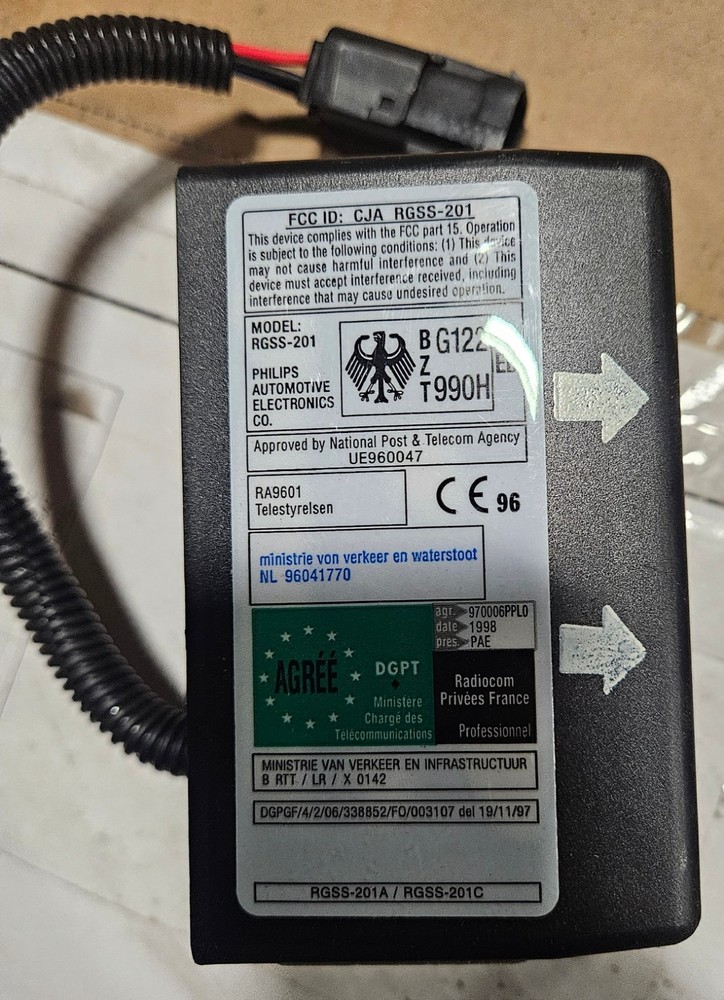 FCC ID: CJA RGSS-201
This device complies with the FCC part 15. Operation
is subject to the following conditions: (1) This device
may not cause harmful interference and (2) This
device must accept interference received, including
interference that may cause undesired operation.
MODEL:
RGSS-201
PHILIPS
AUTOMOTIVE
ELECTRONICS
CO.
BZT
G122
990H
Approved by National Post & Telecom Agency
UE960047
RA9601
Telestyrelsen
CE 96
ministrie von verkeer en waterstoot
NL 96041770
AGRÉÉ
DGPT
Ministère
Chargé des
Télécommunications
agr. 970006PPL0
date 1998
pres. PAE
Radiocom
Privées France
Professionnel
MINISTRIE VAN VERKEER EN INFRASTRUCTUUR
B RTT / LR / X 0142
DGPGF/4/2/06/338852/FO/003107 del 19/11/97
RGSS-201A / RGSS-201C